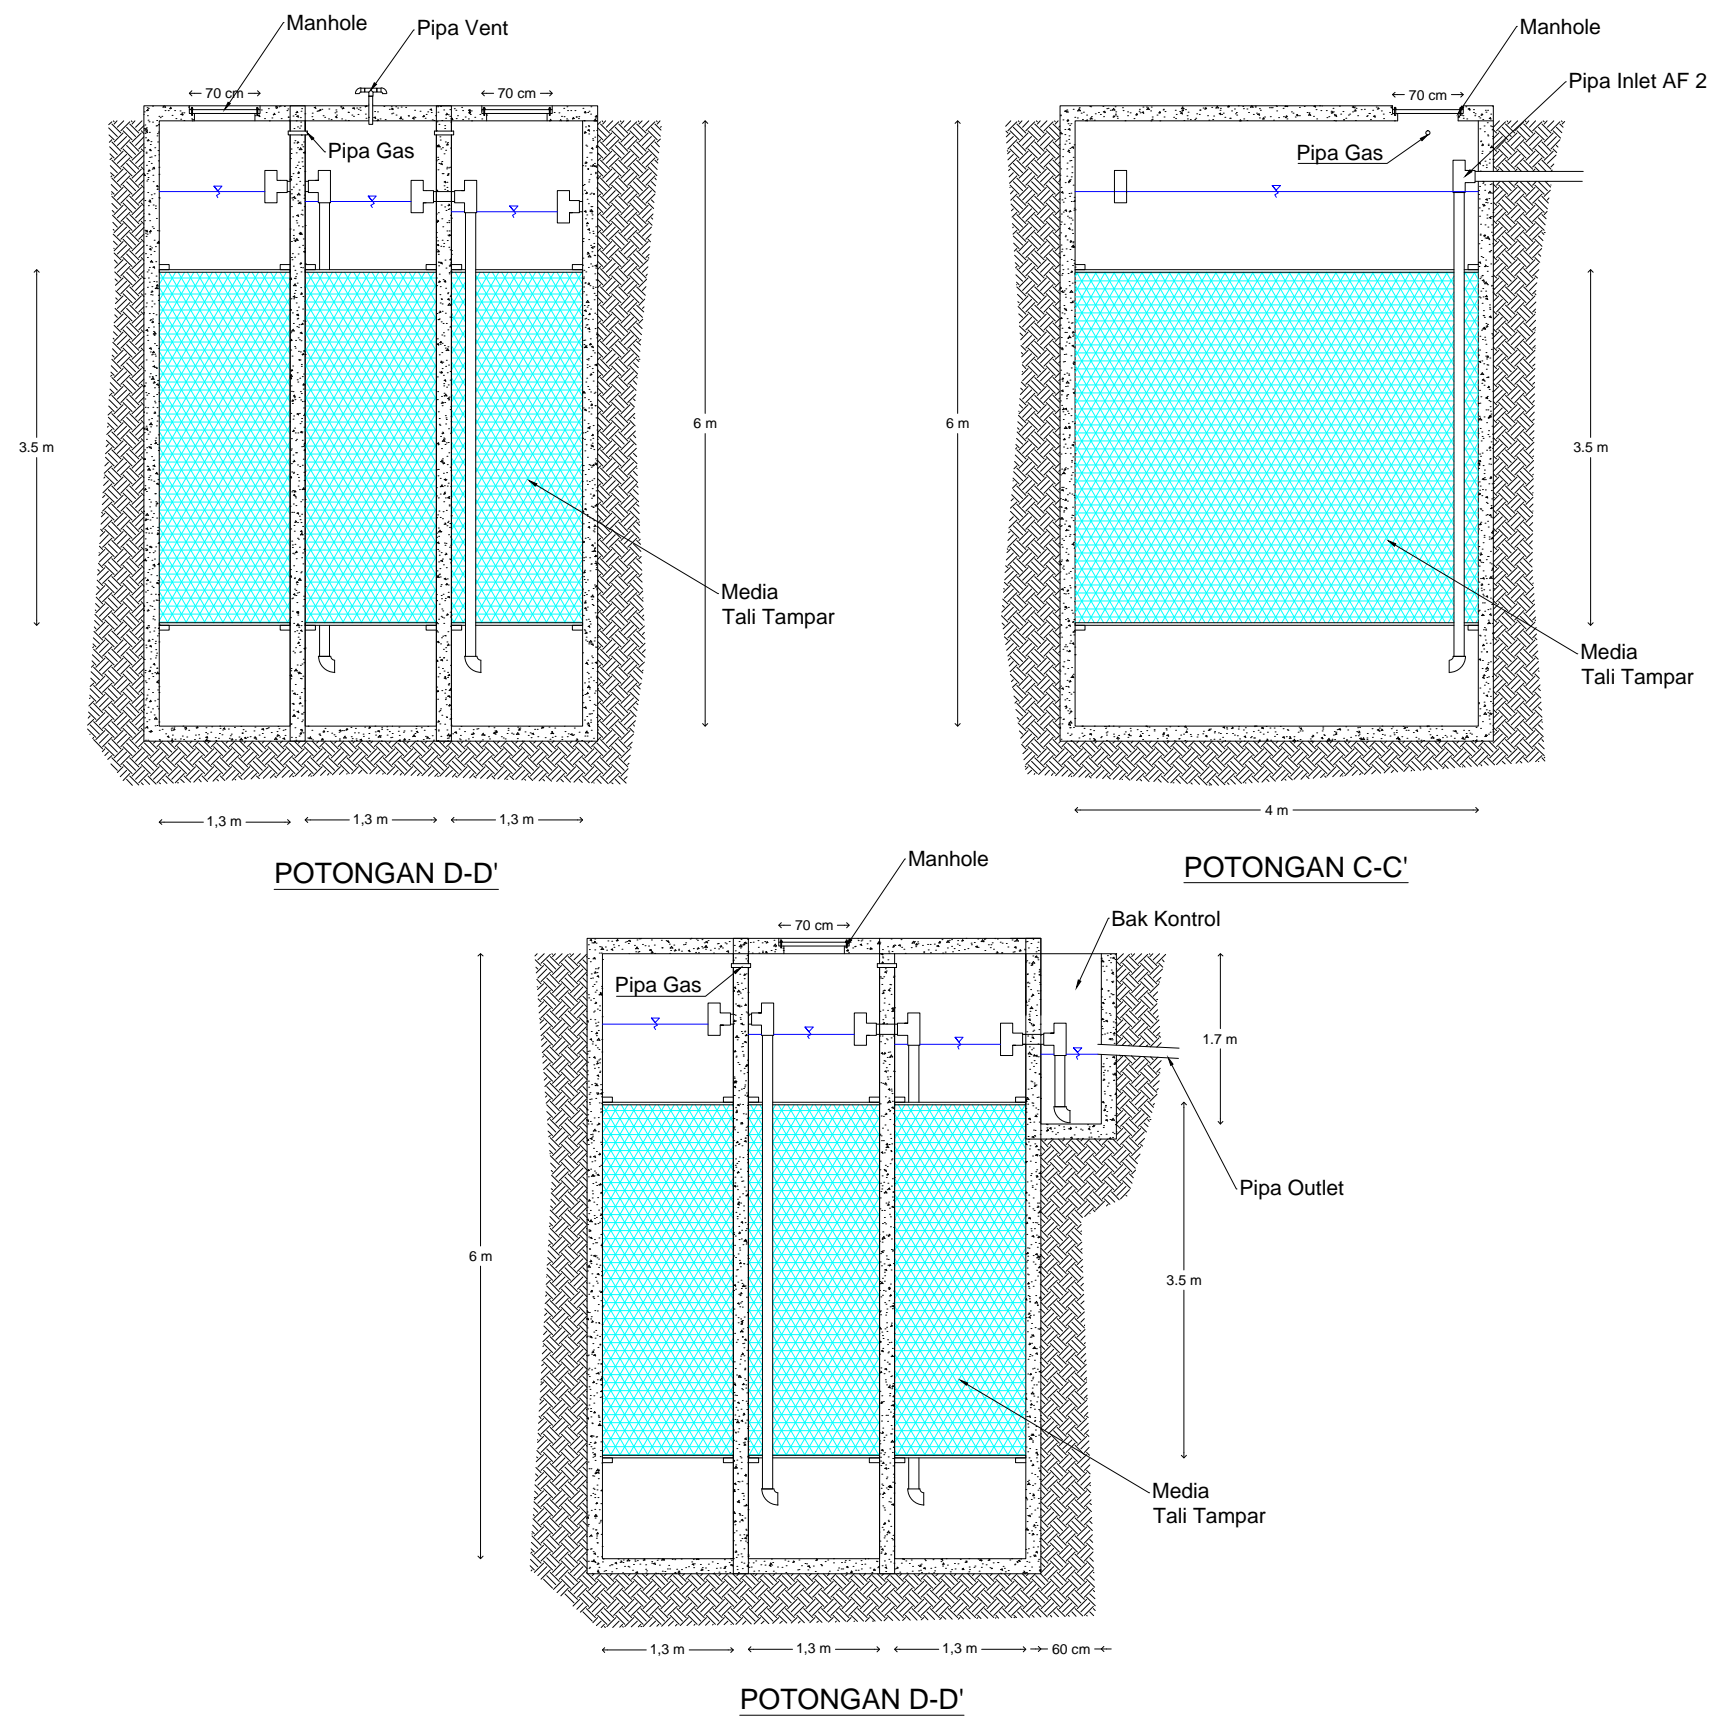 Manhole
Pipa Vent
70 cm
70 cm
Pipa Gas
3.5 m
6 m
Media
Tali Tampar
1,3 m
1,3 m
1,3 m
POTONGAN D-D'
Manhole
Pipa Inlet AF 2
70 cm
Pipa Gas
6 m
3.5 m
Media
Tali Tampar
4 m
POTONGAN C-C'
Manhole
70 cm
Bak Kontrol
Pipa Gas
1.7 m
Pipa Outlet
6 m
3.5 m
Media
Tali Tampar
1,3 m
1,3 m
1,3 m
60 cm
POTONGAN D-D'